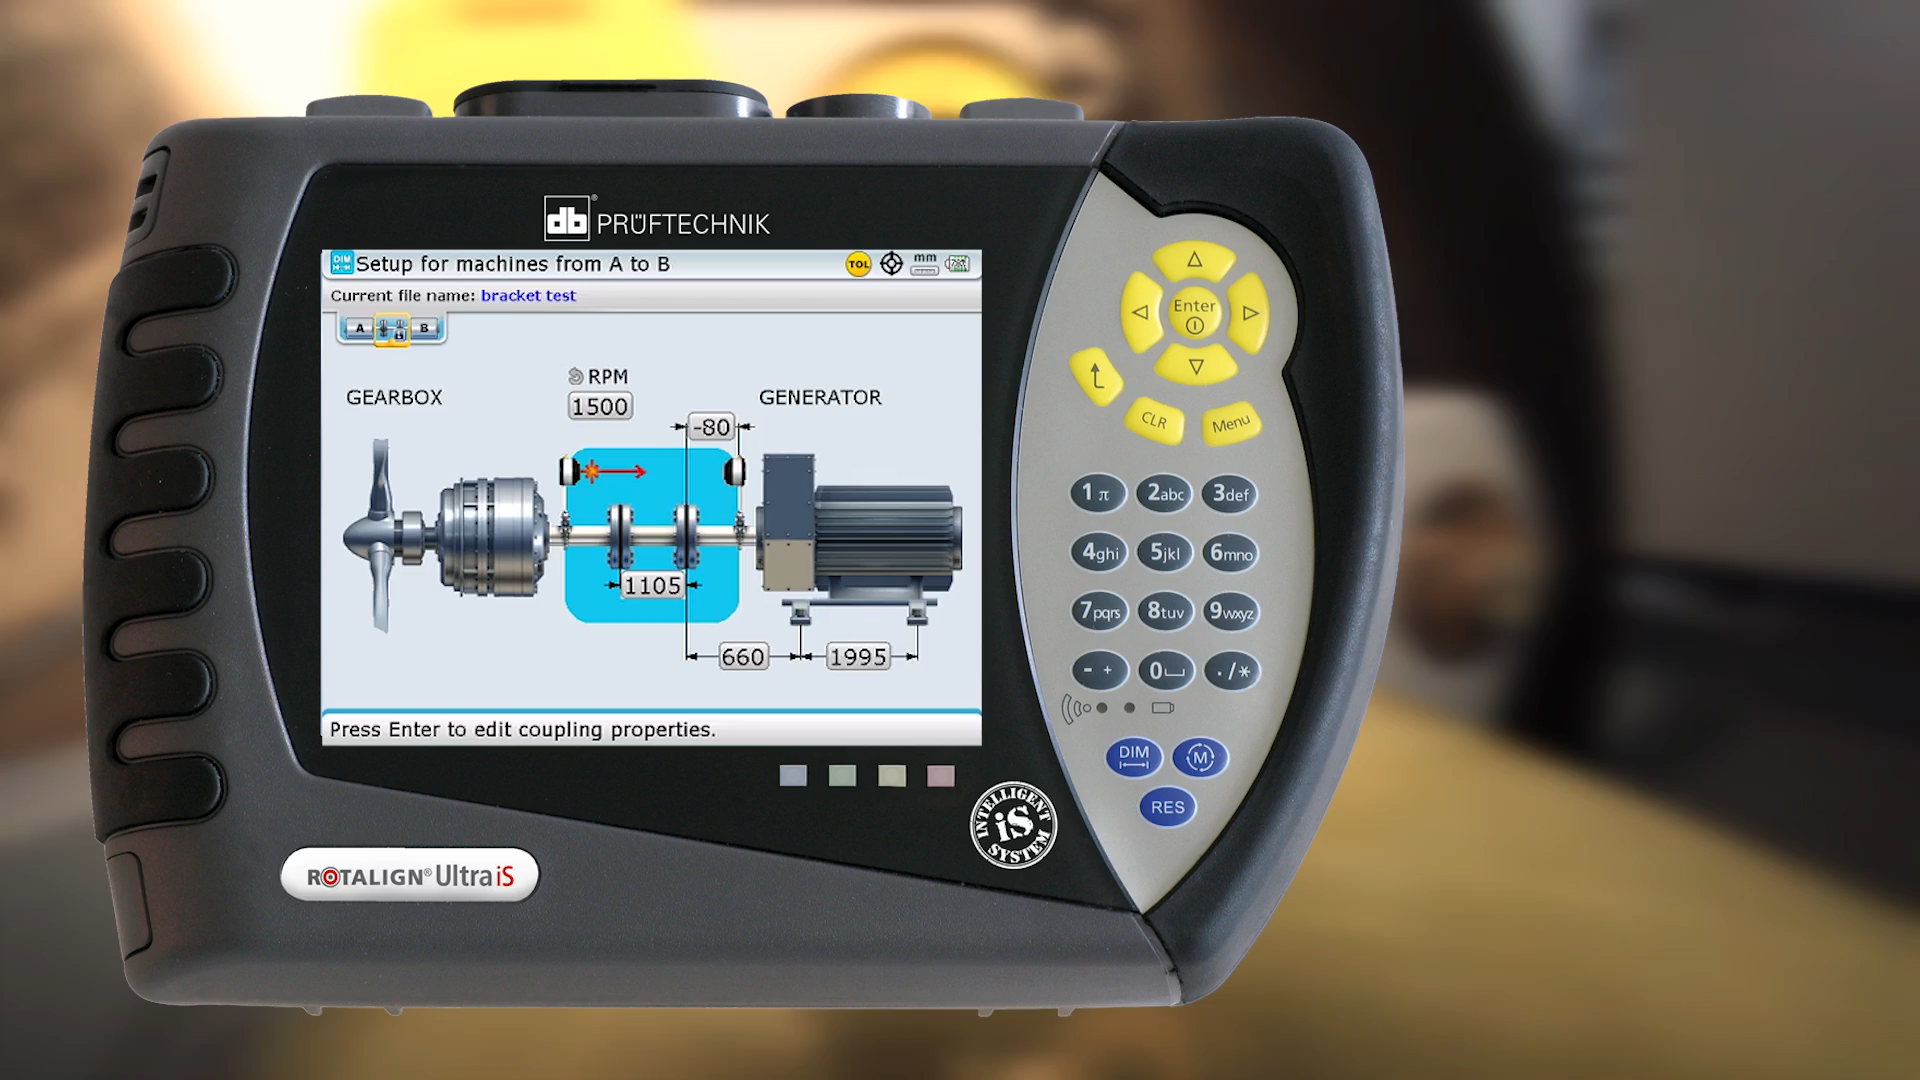 db® PRÜFTECHNIK
DIM Setup for machines from A to B TOL mm
Current file name: bracket test
A B
RPM
1500
GEARBOX
GENERATOR
-80
1105
660
1995
Press Enter to edit coupling properties.
ROTALIGN® Ultra iS
INTELLIGENT
iS
SYSTEM
Enter
CLR
Menu
1 π 2abc 3def
4ghi 5jkl 6mno
7pqrs 8tuv 9wxyz
- + 0 . / *
DIM M
RES